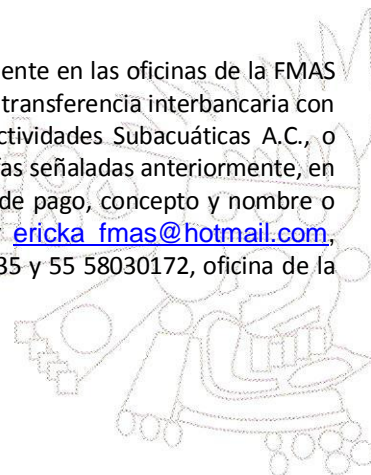 ente en las oficinas de la FMAS
transferencia interbancaria con
ctividades Subacuáticas A.C., o
ías señaladas anteriormente, en
de pago, concepto y nombre o
ericka_fmas@hotmail.com,
35 y 55 58030172, oficina de la